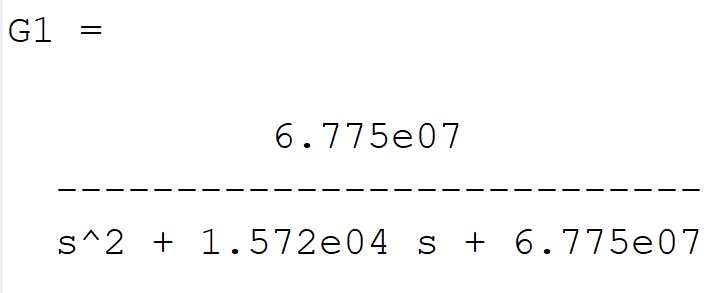 G1 =
6.775e07
---------------------------
s^2 + 1.572e04 s + 6.775e07